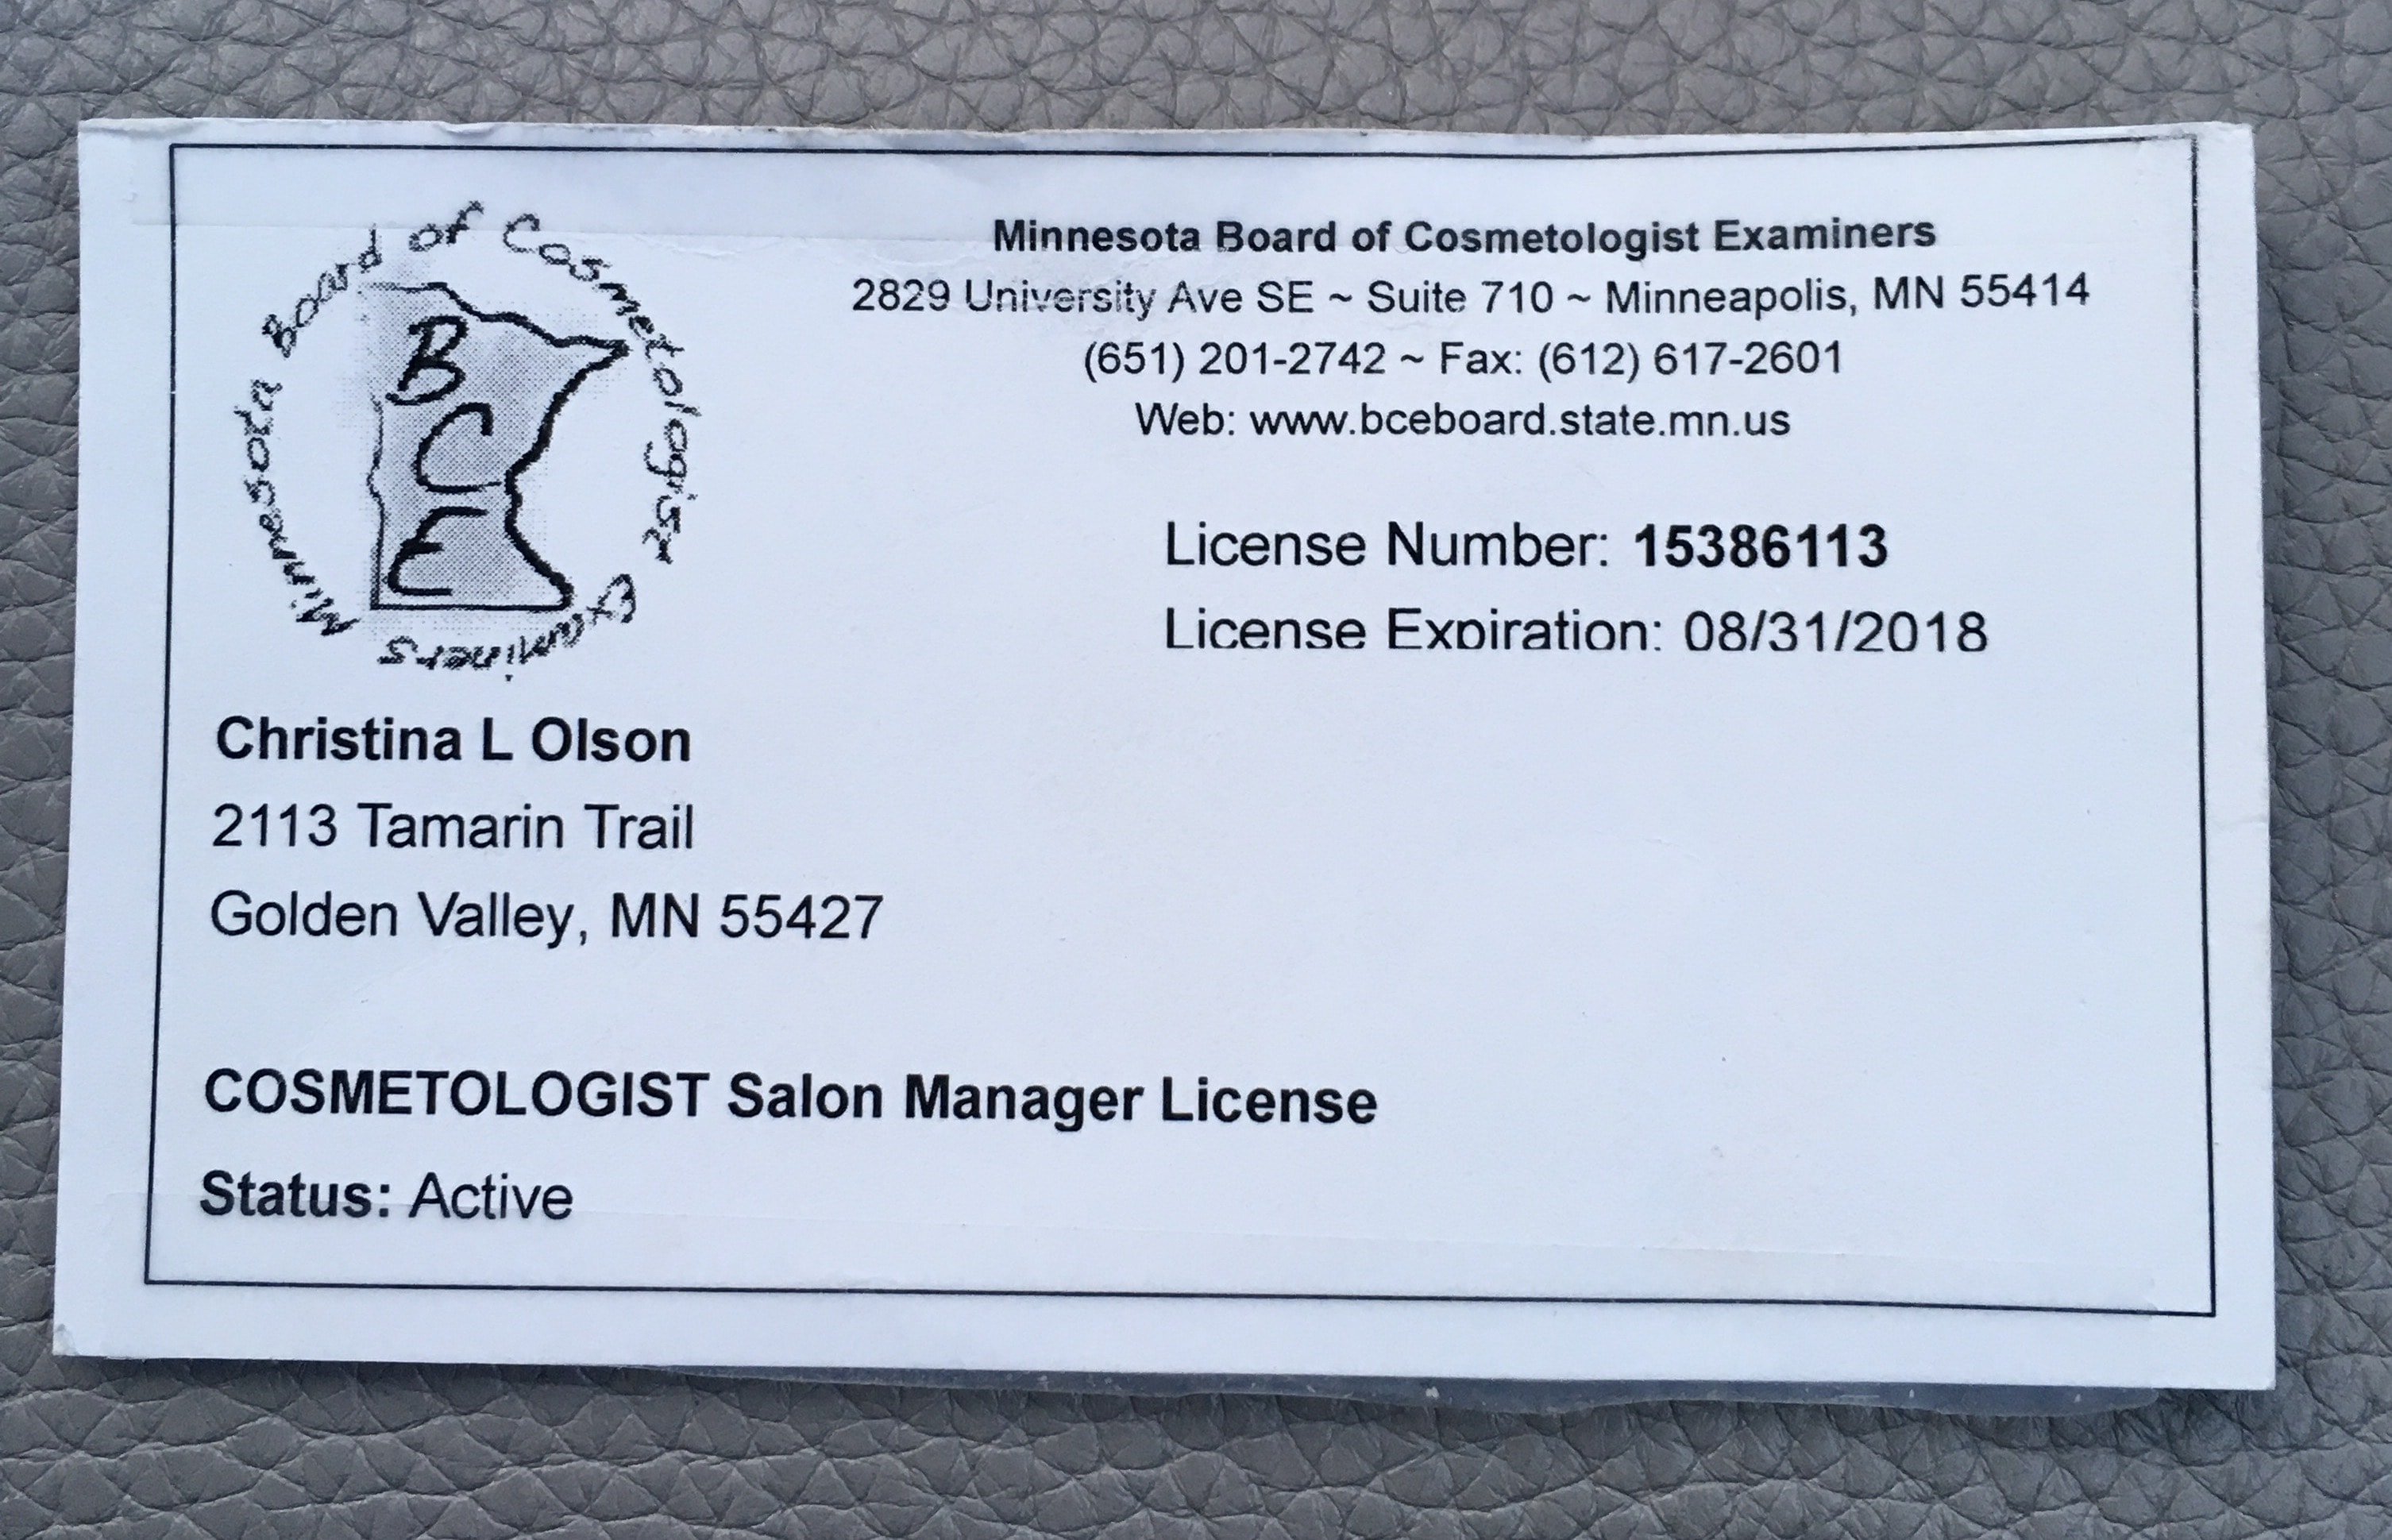 Minnesota Board of Cosmetologist Examiners
B
C
E
Minnesota Board of Cosmetologist Examiners
2829 University Ave SE ~ Suite 710 ~ Minneapolis, MN 55414
(651) 201-2742 ~ Fax: (612) 617-2601
Web: www.bceboard.state.mn.us
License Number: 15386113
License Expiration: 08/31/2018
Christina L Olson
2113 Tamarin Trail
Golden Valley, MN 55427
COSMETOLOGIST Salon Manager License
Status: Active